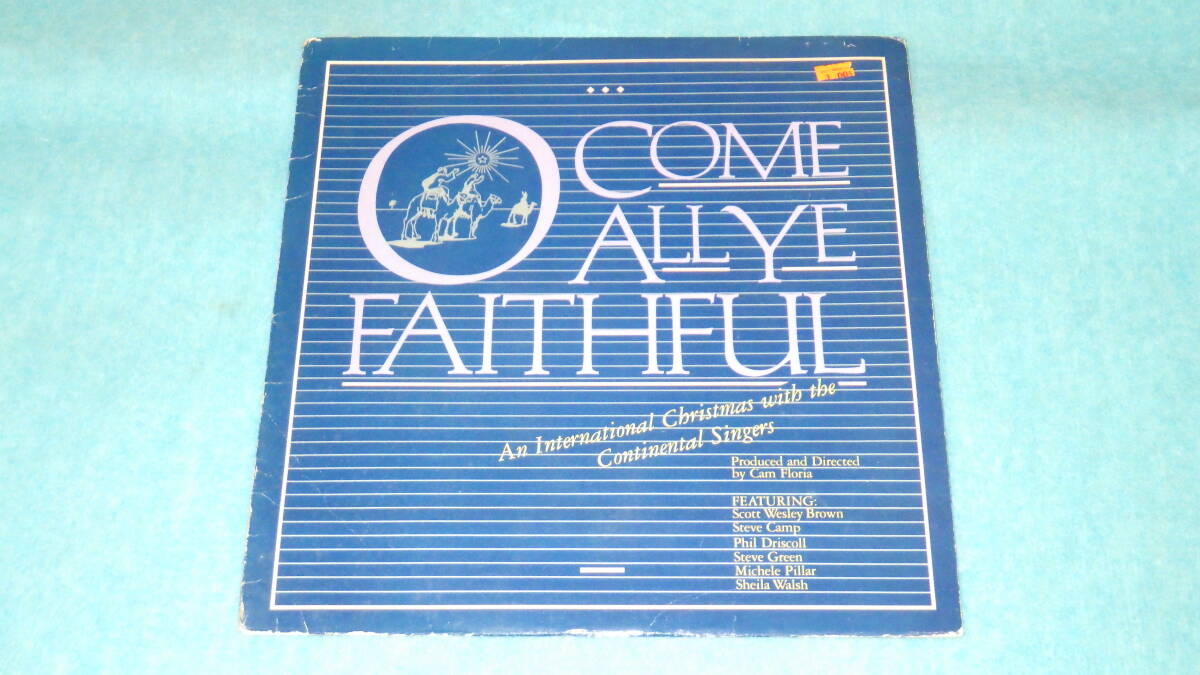 O COME
ALL YE
FAITHFUL
An International Christmas with the
Continental Singers
Produced and Directed
by Cam Floria
FEATURING:
Scott Wesley Brown
Steve Camp
Phil Driscoll
Steve Green
Michele Pillar
Sheila Walsh